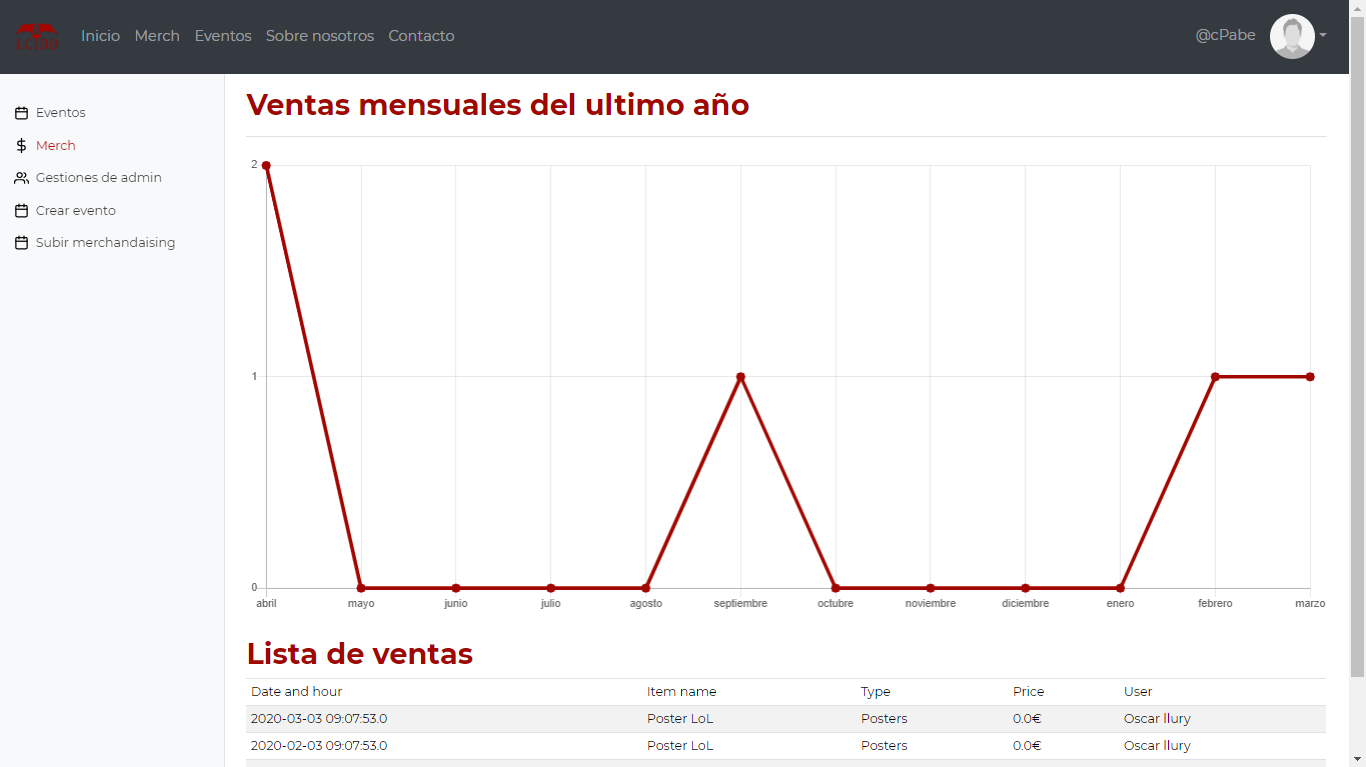 LCIDD
Inicio Merch Eventos Sobre nosotros Contacto @cPabe
Eventos
Merch
Gestiones de admin
Crear evento
Subir merchandaising
Ventas mensuales del ultimo año
2
1
0
abril mayo junio julio agosto septiembre octubre noviembre diciembre enero febrero marzo
Lista de ventas
Date and hour Item name Type Price User
2020-03-03 09:07:53.0 Poster LoL Posters 0.0€ Oscar llury
2020-02-03 09:07:53.0 Poster LoL Posters 0.0€ Oscar llury